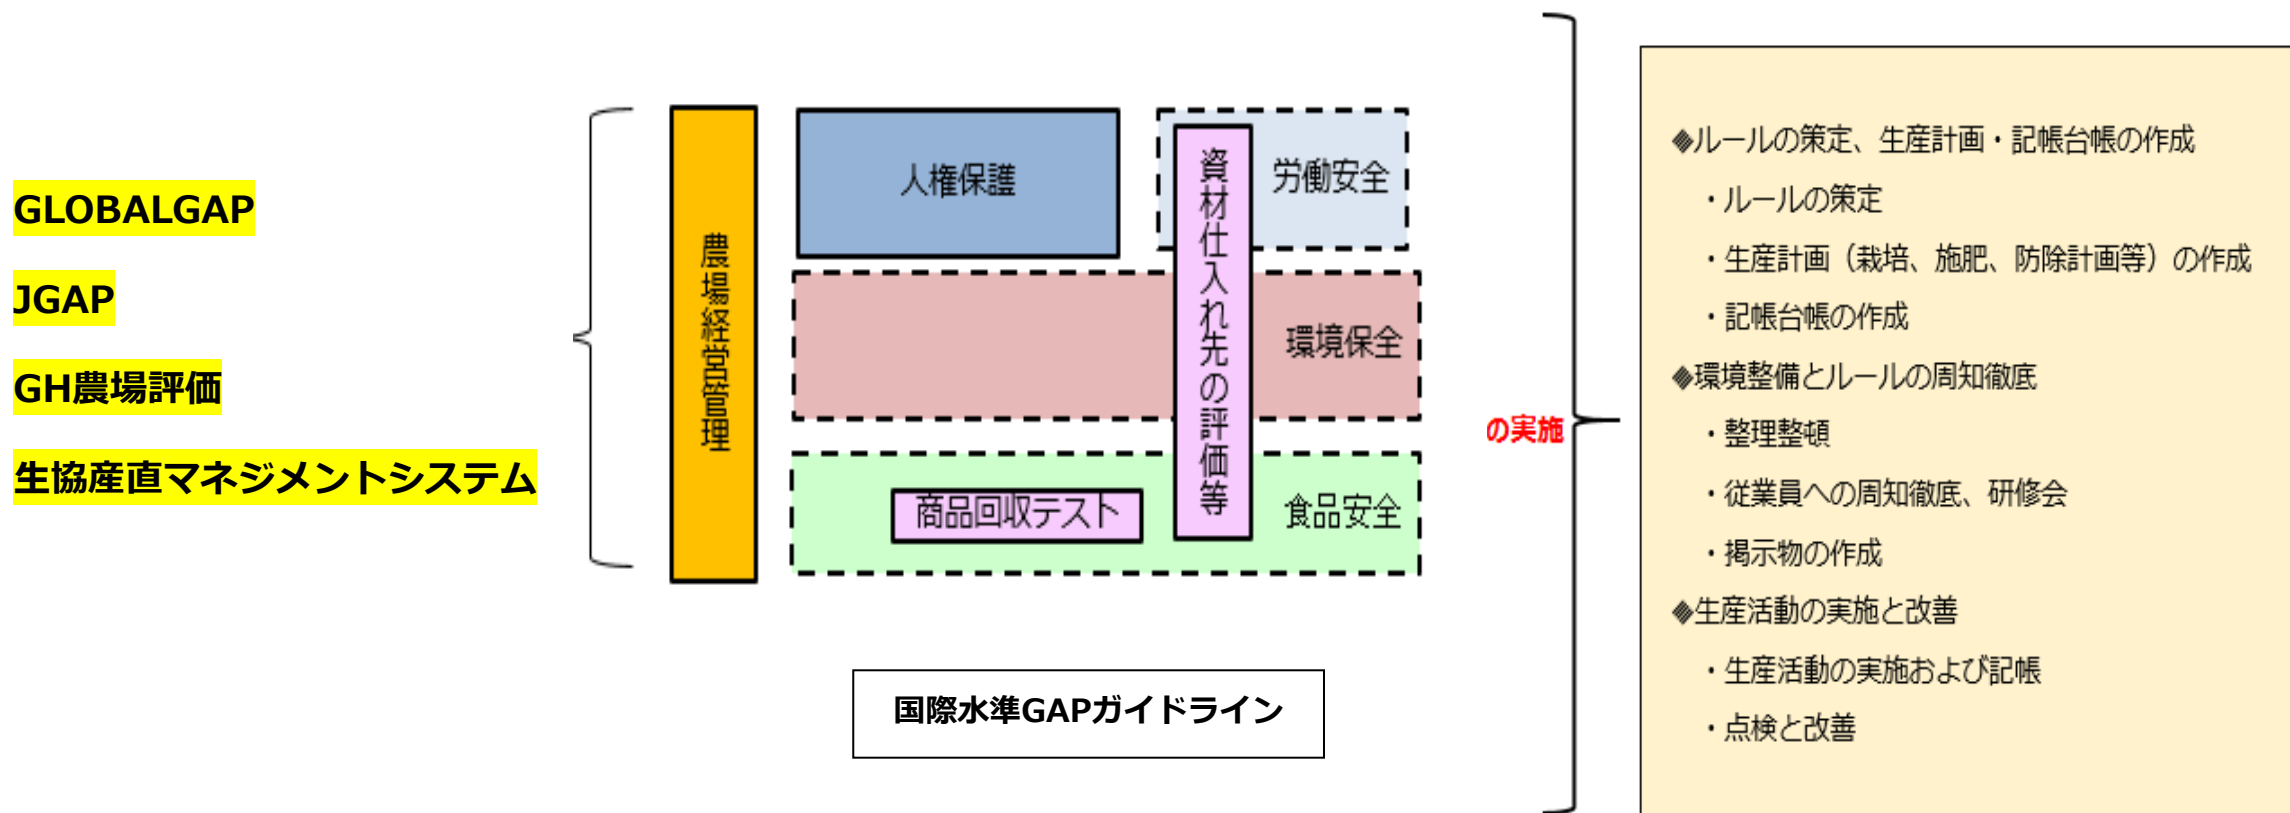 GLOBALGAP
JGAP
GH農場評価
生協産直マネジメントシステム
農場経営管理
人権保護
労働安全
資材仕入れ先の評価等
環境保全
食品安全
商品回収テスト
国際水準GAPガイドライン
の実施
◆ルールの策定、生産計画・記帳台帳の作成
・ルールの策定
・生産計画（栽培、施肥、防除計画等）の作成
・記帳台帳の作成
◆環境整備とルールの周知徹底
・整理整頓
・従業員への周知徹底、研修会
・掲示物の作成
◆生産活動の実施と改善
・生産活動の実施および記帳
・点検と改善